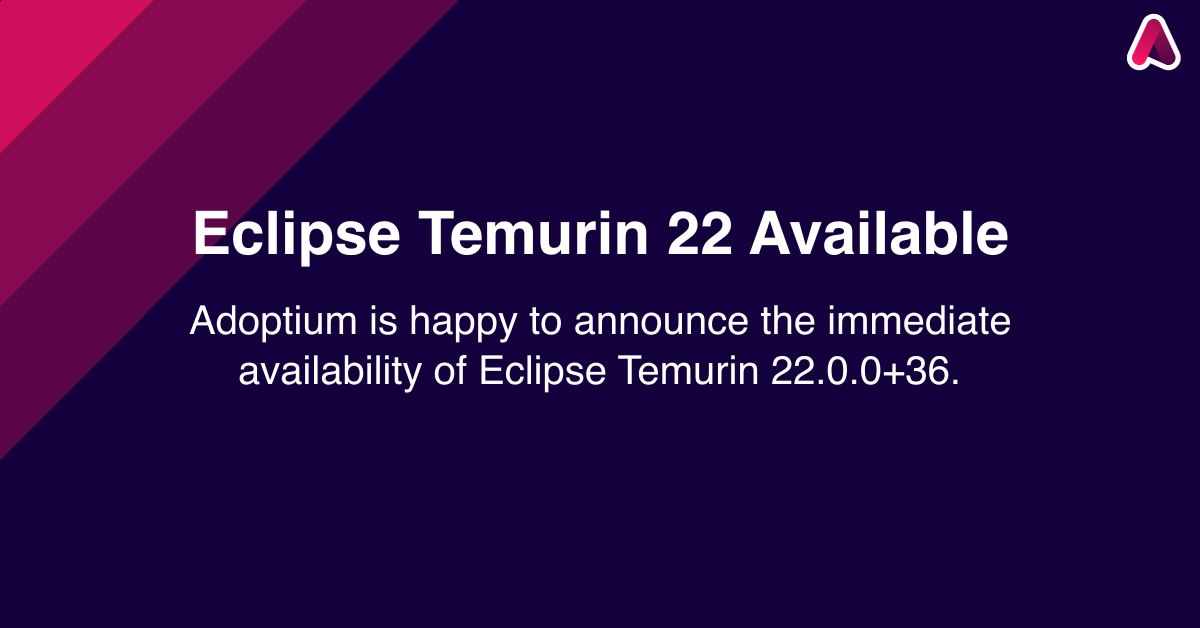 Eclipse Temurin 22 Available
Adoptium is happy to announce the immediate
availability of Eclipse Temurin 22.0.0+36.